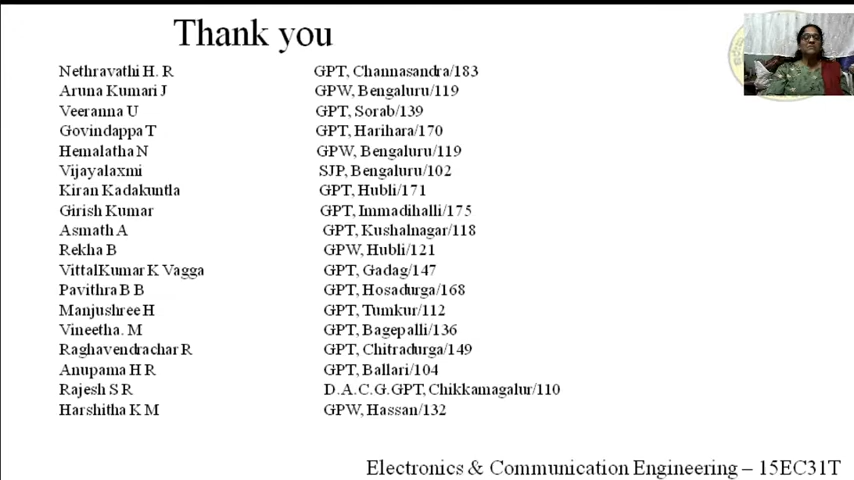 Thank you
Nethravathi H. R GPT, Channasandra/183
Aruna Kumari J GPW, Bengaluru/119
Veeranna U GPT, Sorab/139
Govindappa T GPT, Harihara/170
Hemalatha N GPW, Bengaluru/119
Vijayalaxmi SJP, Bengaluru/102
Kiran Kadakuntla GPT, Hubli/171
Girish Kumar GPT, Immadihalli/175
Asmath A GPT, Kushalnagar/118
Rekha B GPW, Hubli/121
VittalKumar K Vagga GPT, Gadag/147
Pavithra B B GPT, Hosadurga/168
Manjushree H GPT, Tumkur/112
Vineetha. M GPT, Bagepalli/136
Raghavendrachar R GPT, Chitradurga/149
Anupama H R GPT, Ballari/104
Rajesh S R D.A.C.G.GPT, Chikkamagalur/110
Harshitha K M GPW, Hassan/132
Electronics & Communication Engineering – 15EC31T